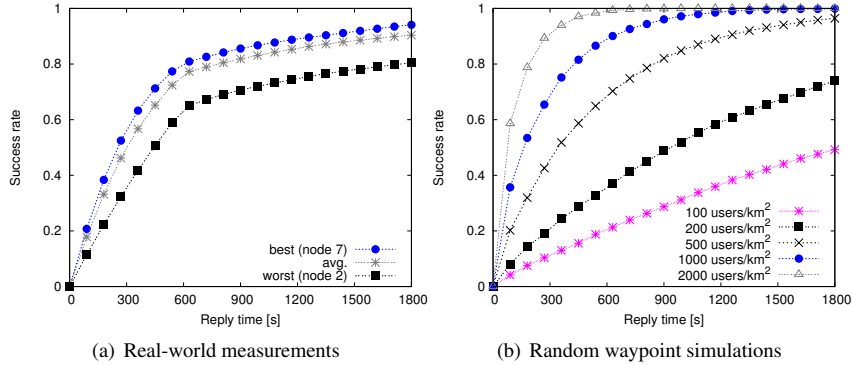 1
0.8
0.6
0.4
0.2
0
Success rate
0 300 600 900 1200 1500 1800
Reply time [s]
best (node 7)
avg.
worst (node 2)
(a) Real-world measurements
1
0.8
0.6
0.4
0.2
0
Success rate
0 300 600 900 1200 1500 1800
Reply time [s]
100 users/km²
200 users/km²
500 users/km²
1000 users/km²
2000 users/km²
(b) Random waypoint simulations